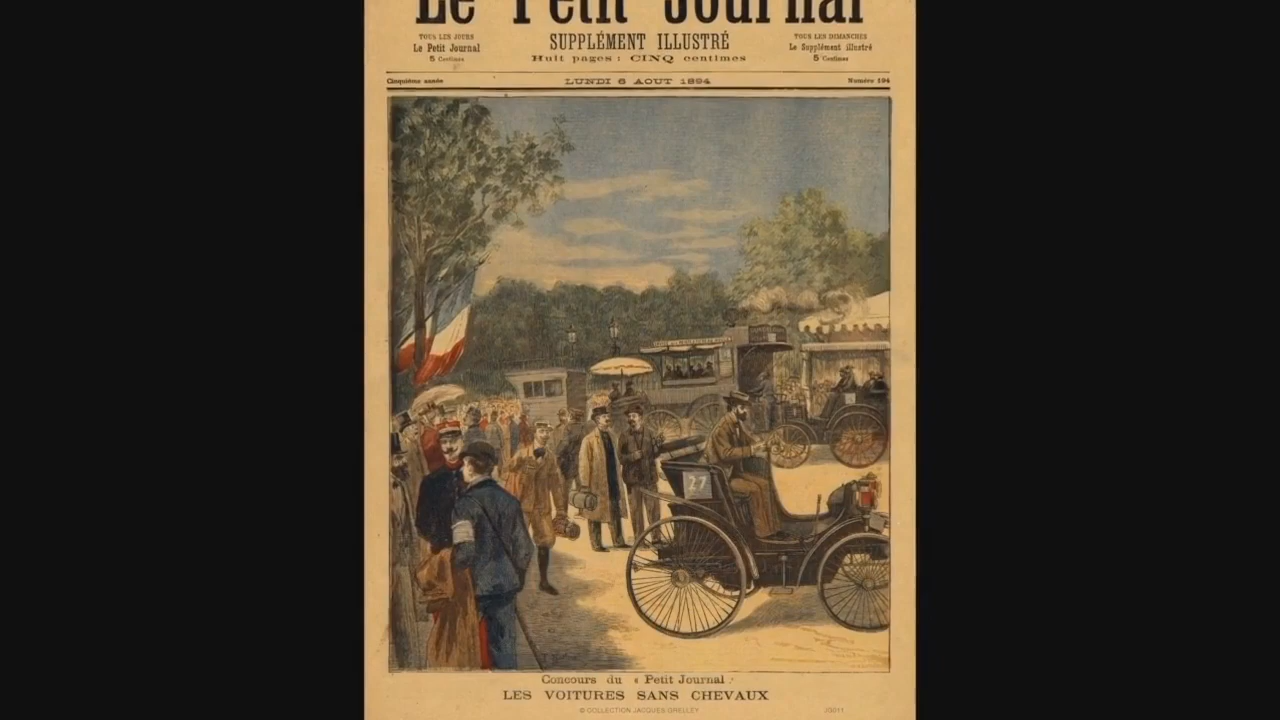 Le Petit Journal
TOUS LES JOURS
Le Petit Journal
5 Centimes
SUPPLÉMENT ILLUSTRÉ
Huit pages : CINQ centimes
TOUS LES DIMANCHES
Le Supplément illustré
5 Centimes
Cinquième année
LUNDI 6 AOUT 1894
Numéro 194
27
Concours du « Petit Journal »
LES VOITURES SANS CHEVAUX
© COLLECTION JACQUES GRELLEY